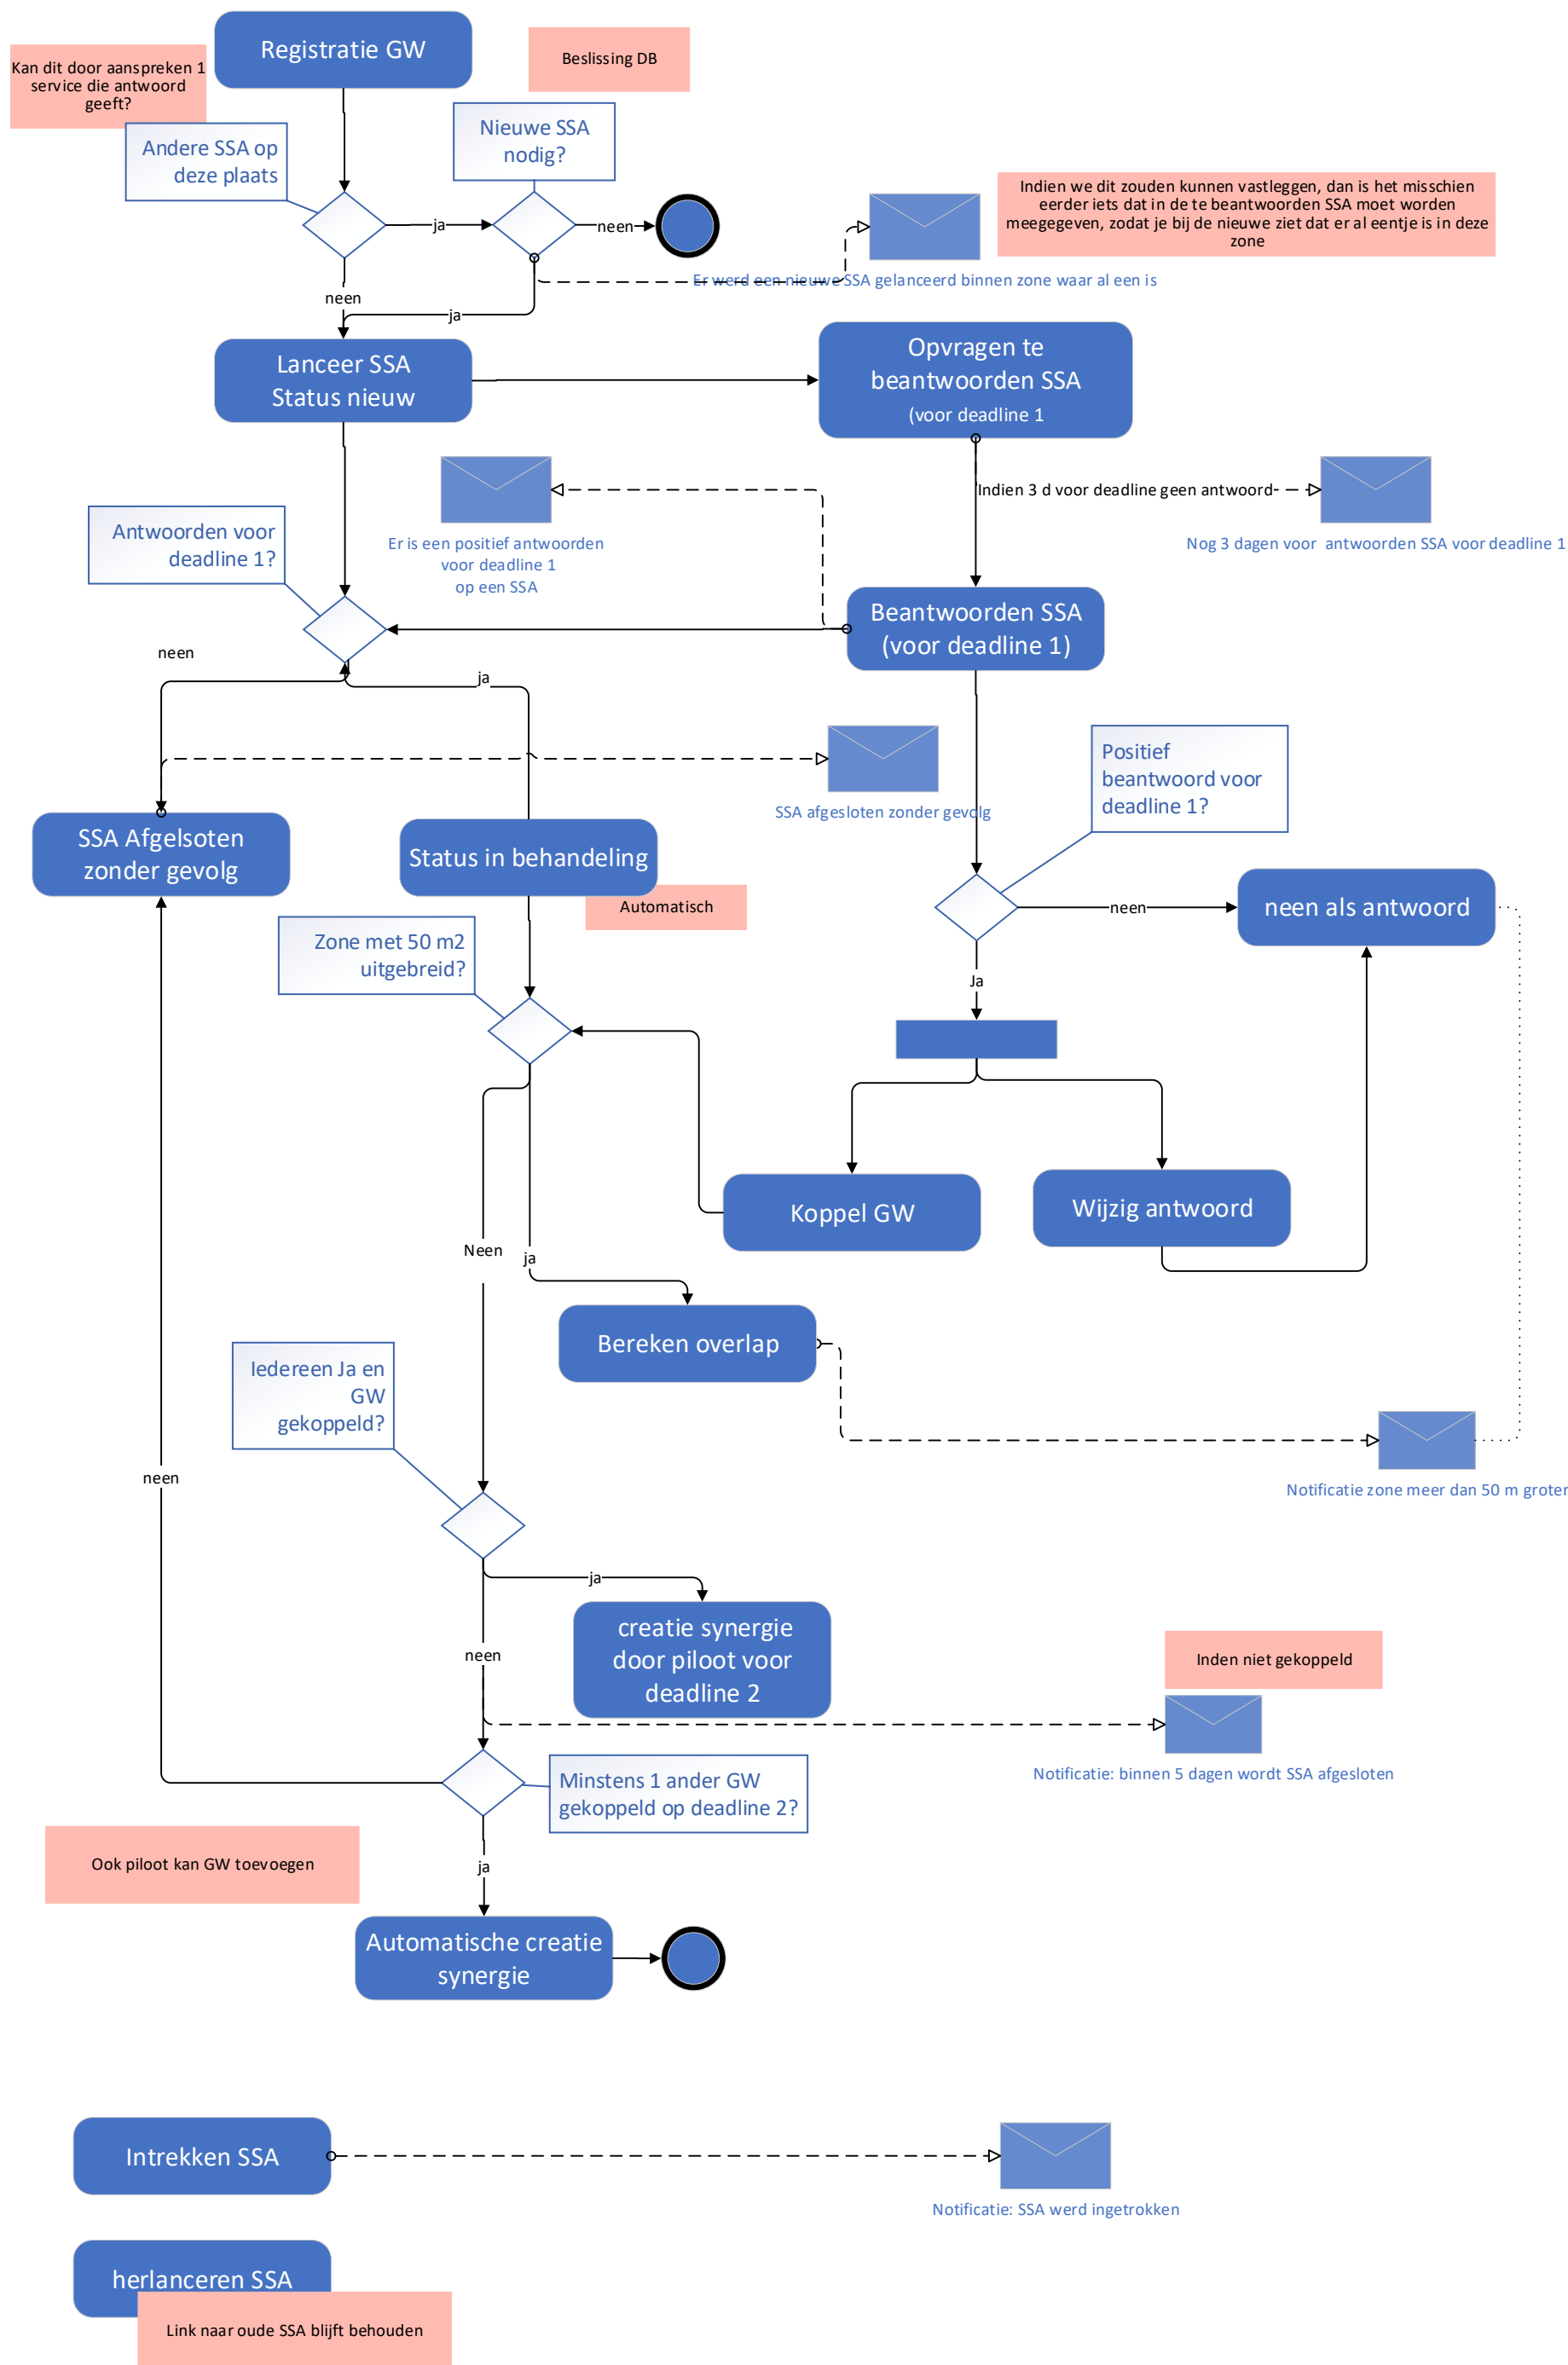 Registratie GW
Beslissing DB
Kan dit door aanspreken 1
service die antwoord
geeft?
Andere SSA op
deze plaats
Nieuwe SSA
nodig?
Indien we dit zouden kunnen vastleggen, dan is het misschien
eerder iets dat in de te beantwoorden SSA moet worden
meegegeven, zodat je bij de nieuwe ziet dat er al eentje is in deze
zone
ja
neen
Er werd een nieuwe SSA gelanceerd binnen zone waar al een is
neen
ja
Lanceer SSA
Status nieuw
Opvragen te
beantwoorden SSA
(voor deadline 1
Indien 3 d voor deadline geen antwoord
Er is een positief antwoorden
voor deadline 1
op een SSA
Nog 3 dagen voor  antwoorden SSA voor deadline 1
Antwoorden voor
deadline 1?
Beantwoorden SSA
(voor deadline 1)
neen
ja
Positief
beantwoord voor
deadline 1?
SSA afgesloten zonder gevolg
SSA Afgelsoten
zonder gevolg
Status in behandeling
Automatisch
neen
neen als antwoord
Zone met 50 m2
uitgebreid?
Ja
Koppel GW
Wijzig antwoord
Neen
ja
Bereken overlap
Iedereen Ja en
GW
gekoppeld?
neen
Notificatie zone meer dan 50 m groter
ja
creatie synergie
door piloot voor
deadline 2
neen
Inden niet gekoppeld
Notificatie: binnen 5 dagen wordt SSA afgesloten
Minstens 1 ander GW
gekoppeld op deadline 2?
Ook piloot kan GW toevoegen
ja
Automatische creatie
synergie
Intrekken SSA
Notificatie: SSA werd ingetrokken
herlanceren SSA
Link naar oude SSA blijft behouden